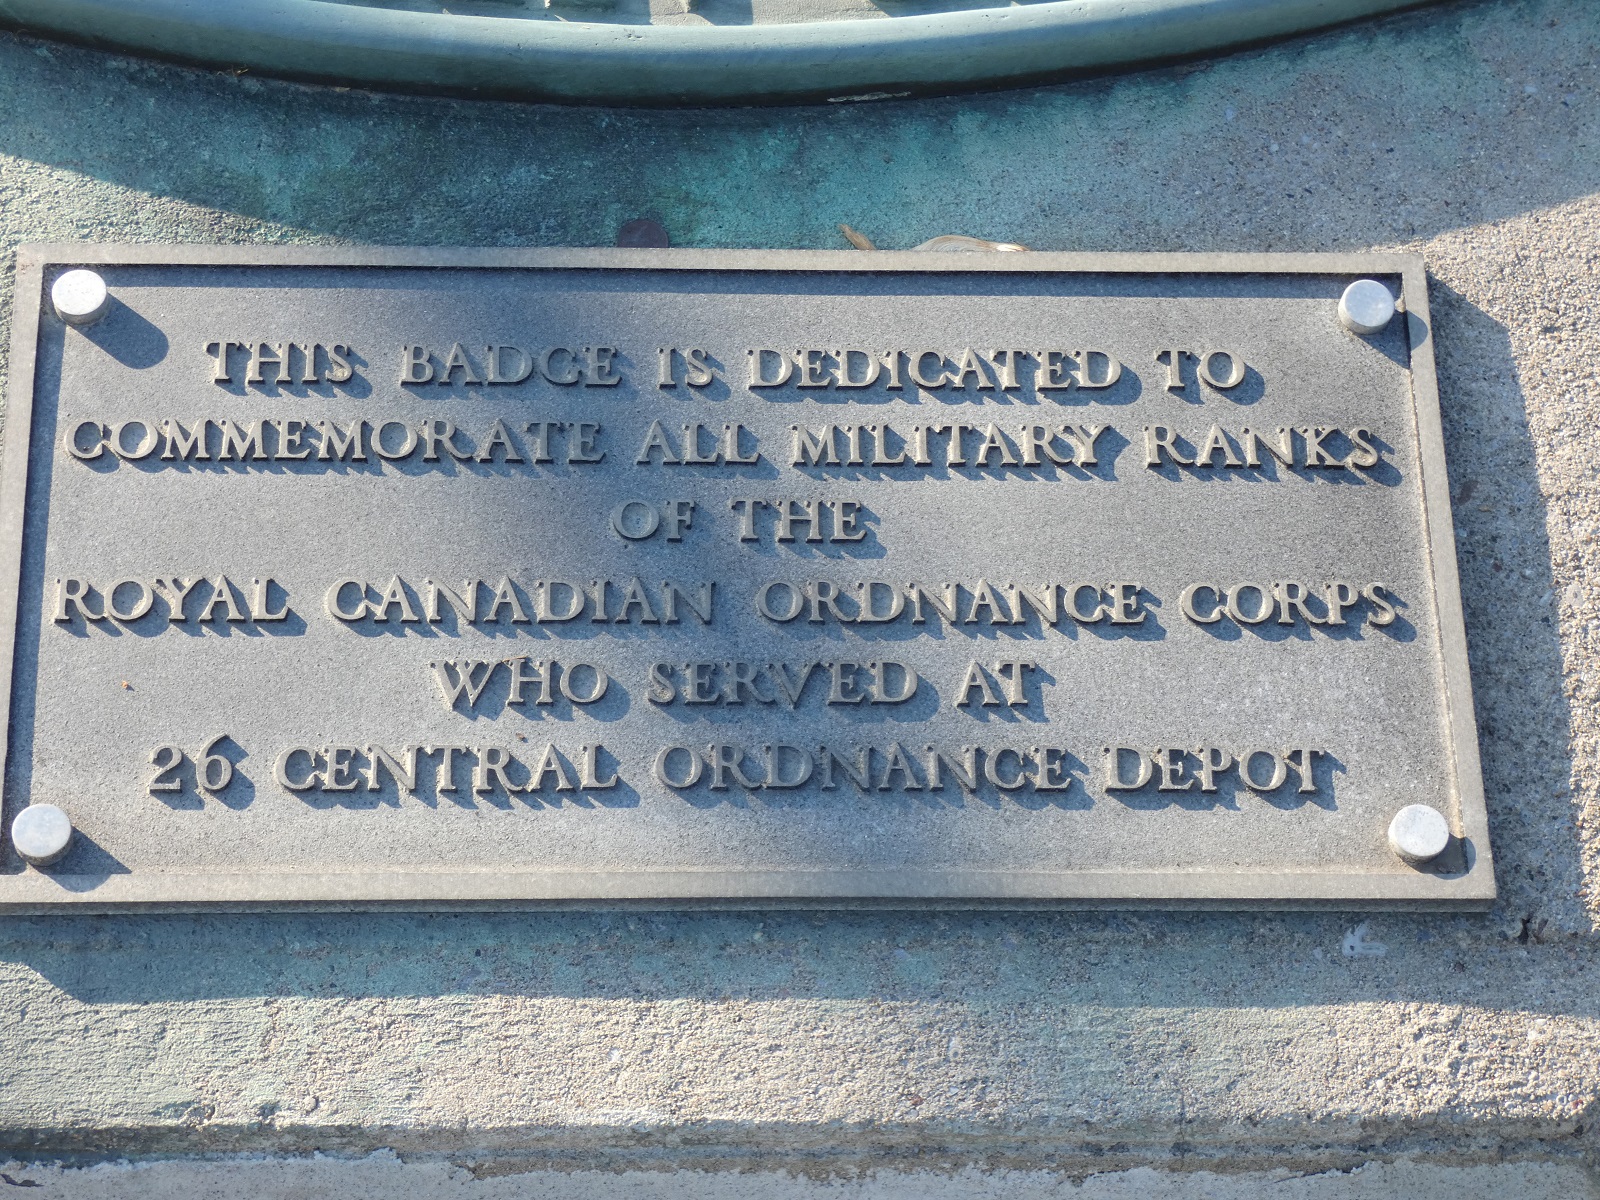 THIS BADGE IS DEDICATED TO
COMMEMORATE ALL MILITARY RANKS
OF THE
ROYAL CANADIAN ORDNANCE CORPS
WHO SERVED AT
26 CENTRAL ORDNANCE DEPOT